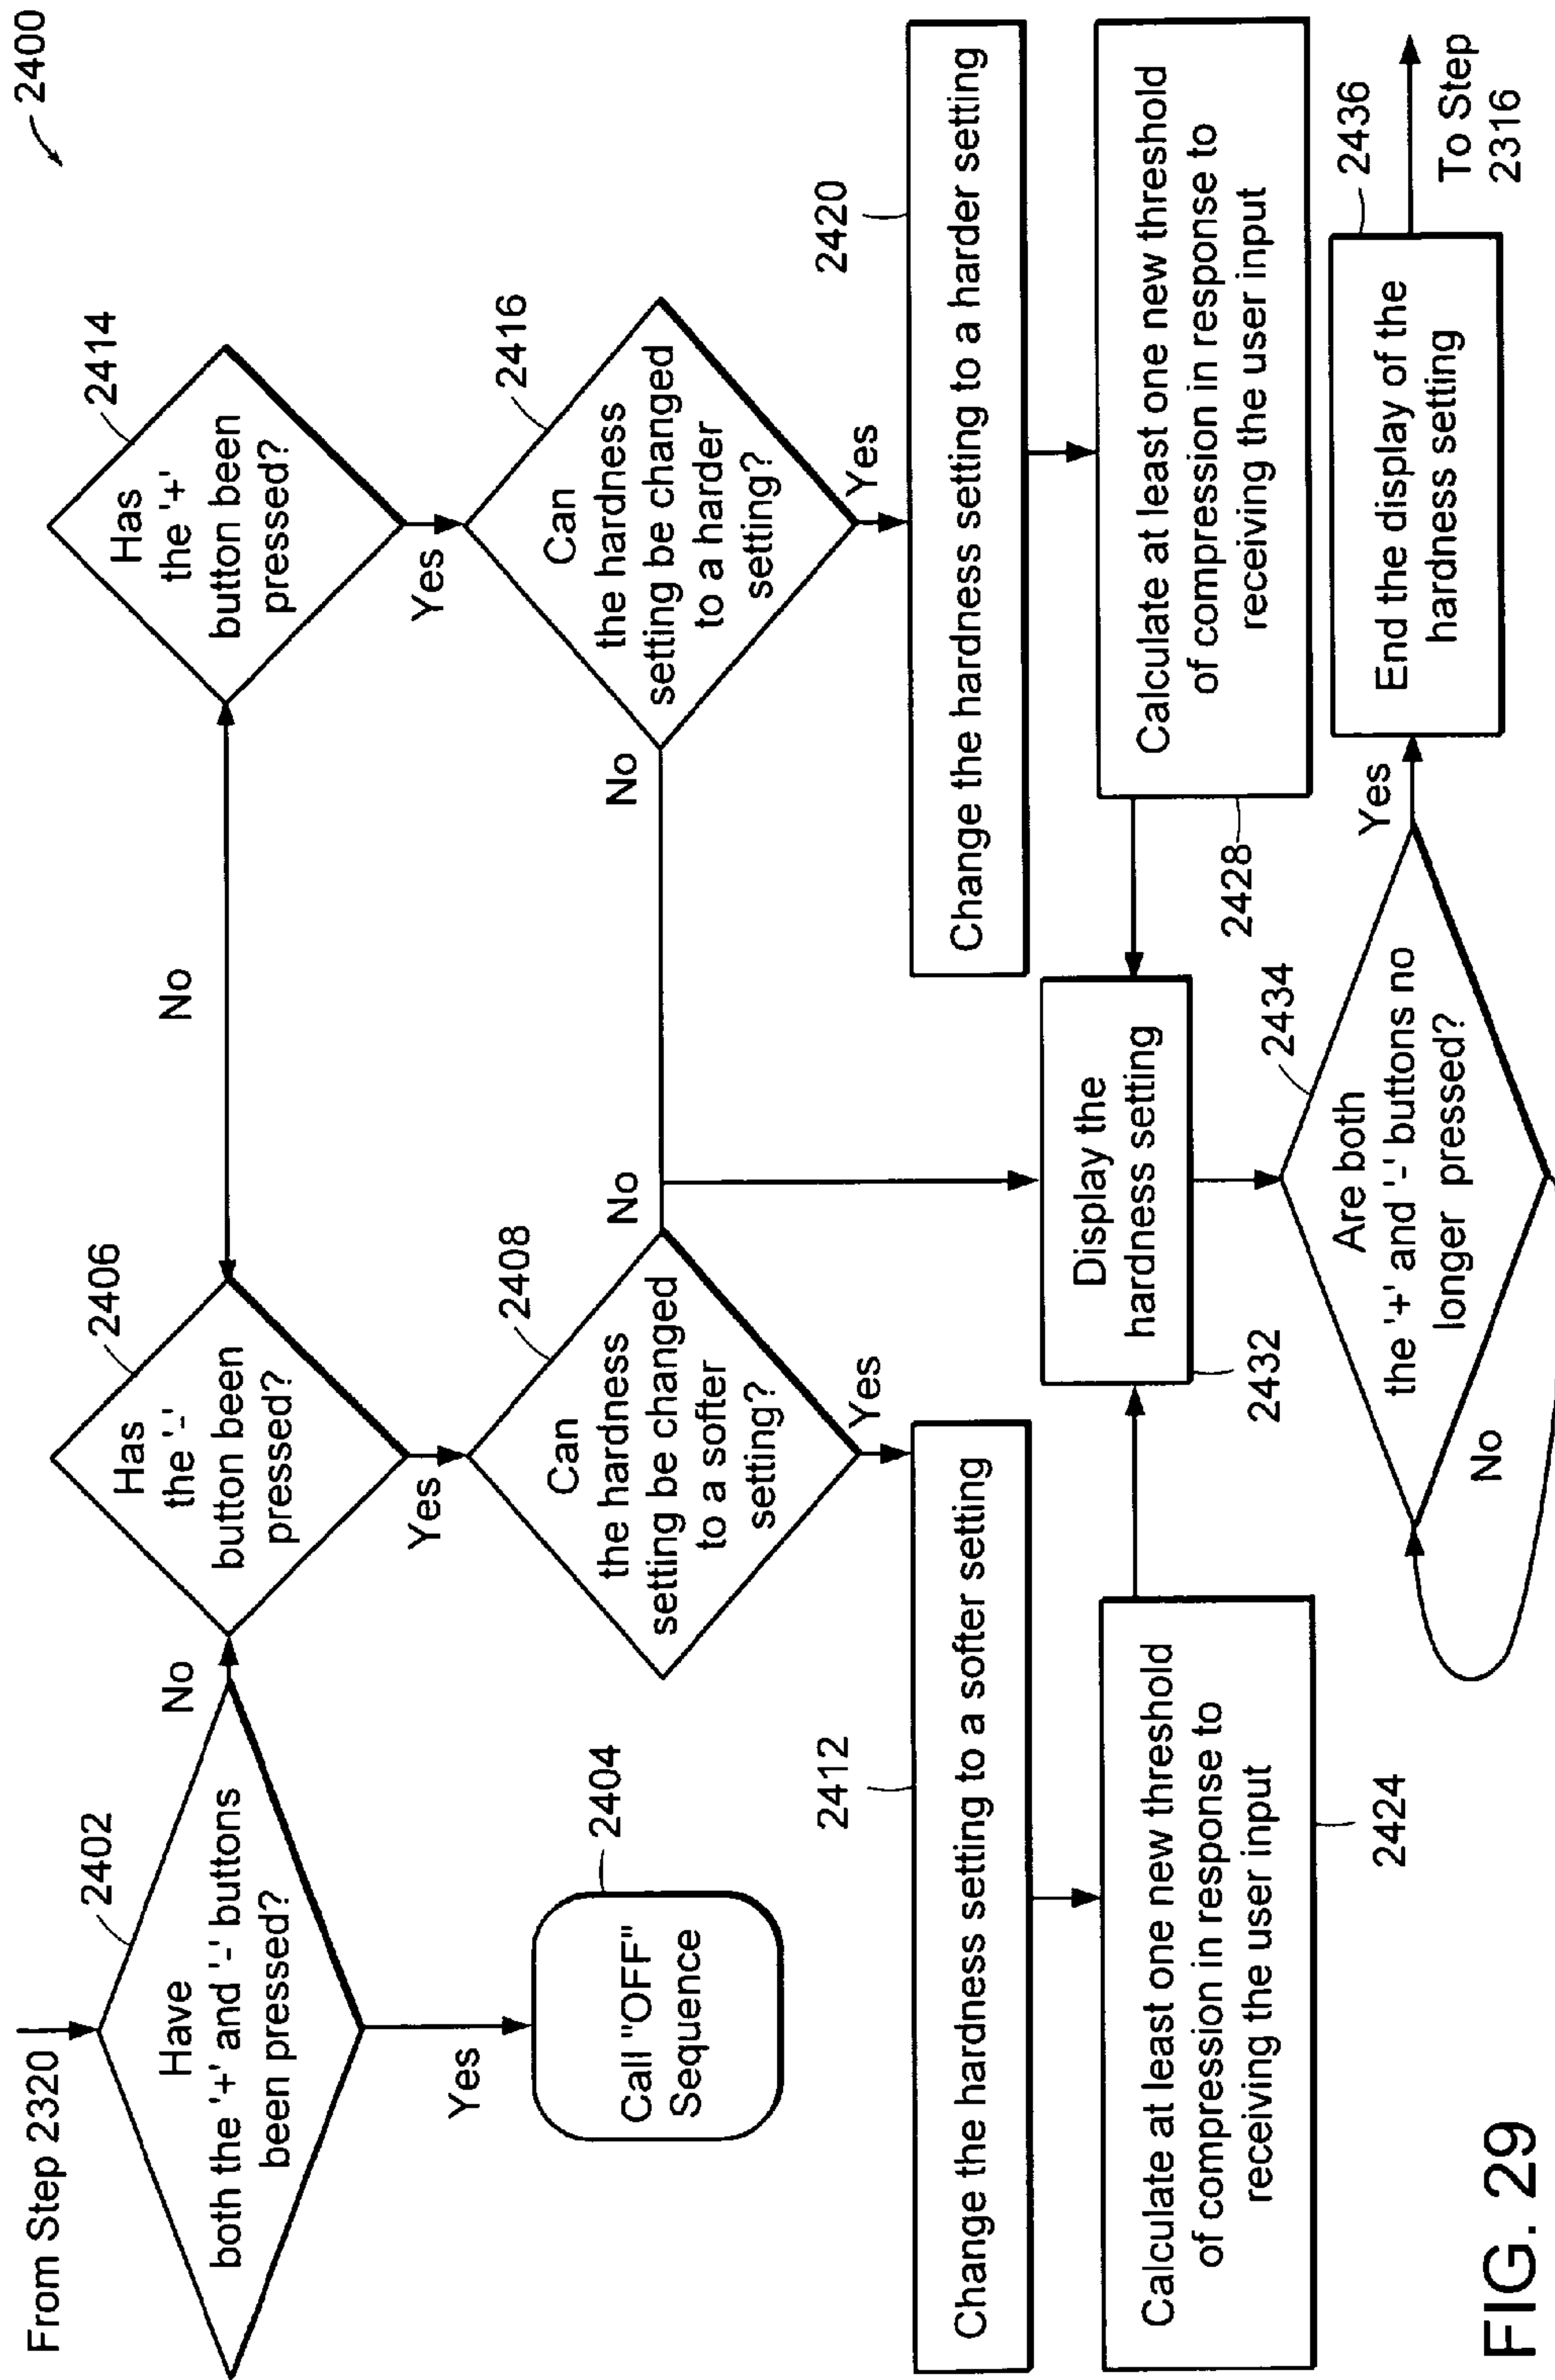 2400
From Step 2320
2402
Have
both the '+' and '-' buttons
been pressed?
No
Yes
2404
Call "OFF"
Sequence
2406
Has
the '-'
button been
pressed?
No
Yes
2414
Has
the '+'
button been
pressed?
Yes
2408
Can
the hardness
setting be changed
to a softer
setting?
No
Yes
2416
Can
the hardness
setting be changed
to a harder
setting?
No
Yes
2412
Change the hardness setting to a softer setting
2420
Change the hardness setting to a harder setting
Calculate at least one new threshold
of compression in response to
receiving the user input
2424
Display the
hardness setting
2432
Calculate at least one new threshold
of compression in response to
receiving the user input
2428
2434
Are both
the '+' and '-' buttons no
longer pressed?
No
Yes
2436
End the display of the
hardness setting
To Step
2316
FIG. 29